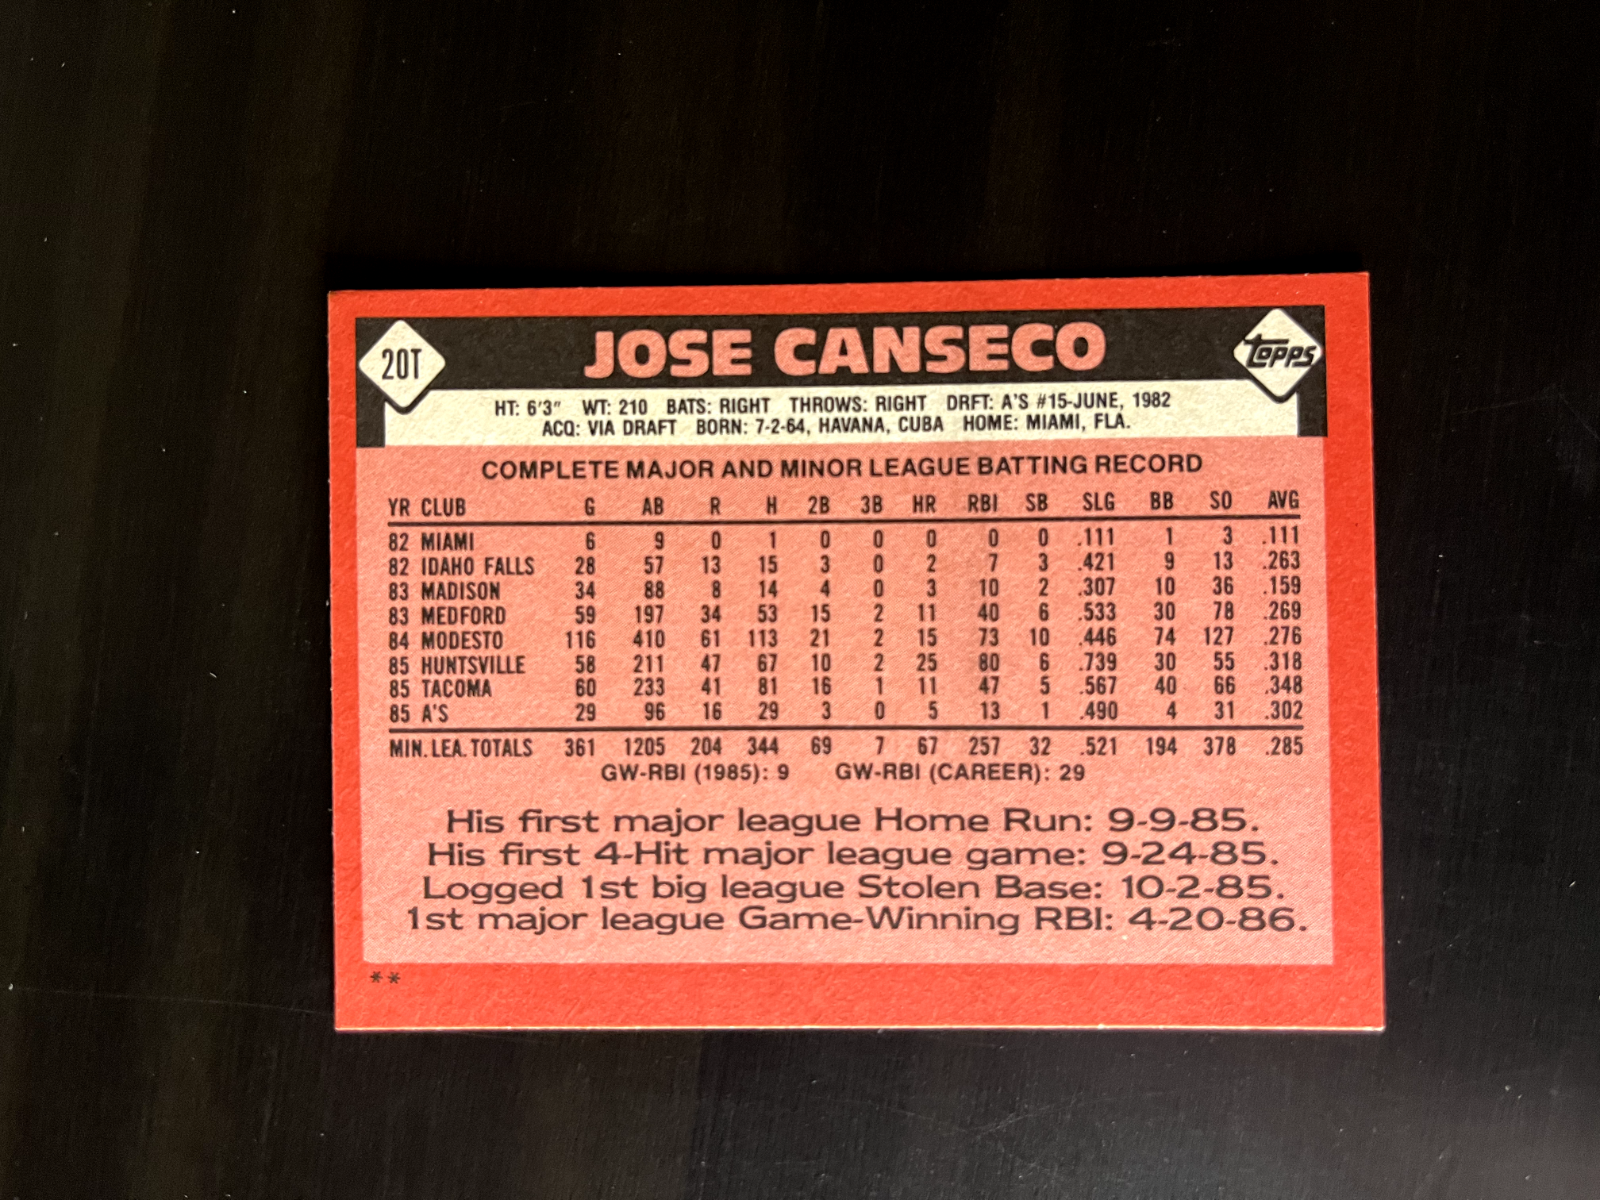 20T JOSE CANSECO topps
HT: 6'3" WT: 210 BATS: RIGHT THROWS: RIGHT DRFT: A'S #15-JUNE, 1982
ACQ: VIA DRAFT BORN: 7-2-64, HAVANA, CUBA HOME: MIAMI, FLA.
COMPLETE MAJOR AND MINOR LEAGUE BATTING RECORD
YR CLUB G AB R H 2B 3B HR RBI SB SLG BB SO AVG
82 MIAMI 6 9 0 1 0 0 0 0 0 .111 1 3 .111
82 IDAHO FALLS 28 57 13 15 3 0 2 7 3 .421 9 13 .263
83 MADISON 34 88 8 14 4 0 3 10 2 .307 10 36 .159
83 MEDFORD 59 197 34 53 15 2 11 40 6 .533 30 78 .269
84 MODESTO 116 410 61 113 21 2 15 73 10 .446 74 127 .276
85 HUNTSVILLE 58 211 47 67 10 2 25 80 6 .739 30 55 .318
85 TACOMA 60 233 41 81 16 1 11 47 5 .567 40 66 .348
85 A'S 29 96 16 29 3 0 5 13 1 .490 4 31 .302
MIN. LEA. TOTALS 361 1205 204 344 69 7 67 257 32 .521 194 378 .285
GW-RBI (1985): 9 GW-RBI (CAREER): 29
His first major league Home Run: 9-9-85.
His first 4-Hit major league game: 9-24-85.
Logged 1st big league Stolen Base: 10-2-85.
1st major league Game-Winning RBI: 4-20-86.
**